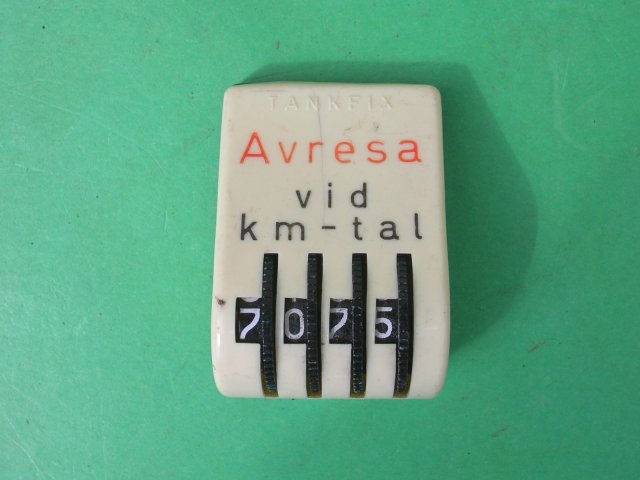 TANKFIX
Avresa
vid
km-tal
7075